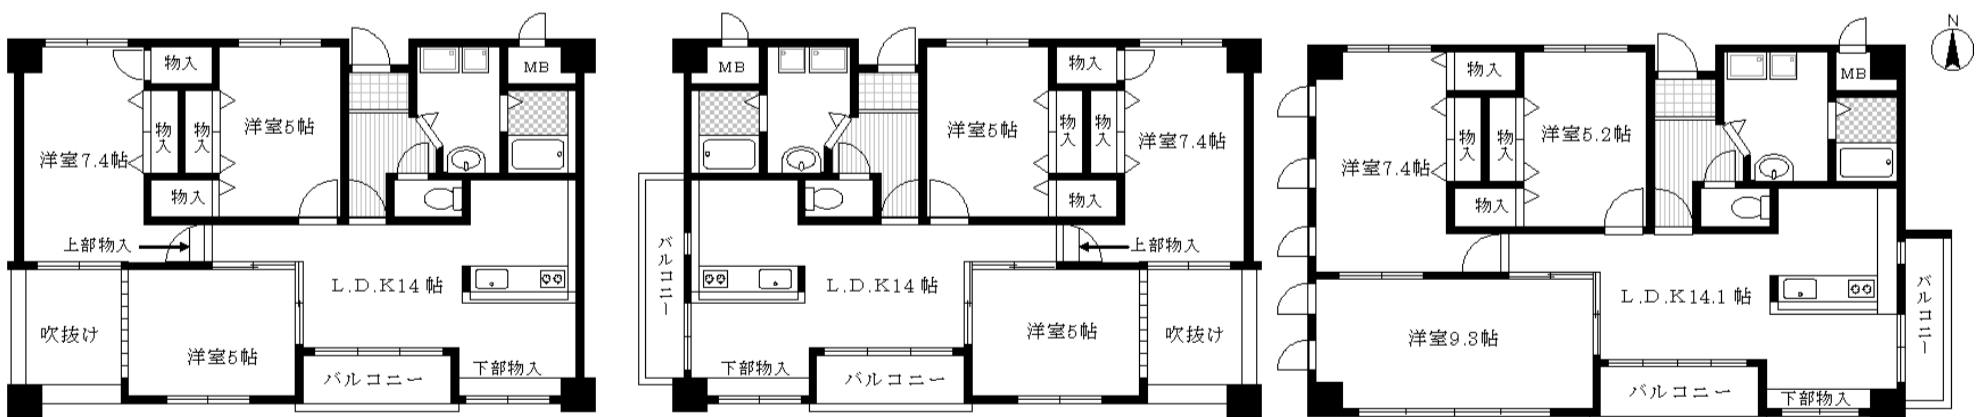 物入
MB
洋室5帖
物入
物入
洋室7.4帖
物入
上部物入
L.D.K14帖
吹抜け
洋室5帖
バルコニー
下部物入
MB
物入
洋室5帖
物入
物入
洋室7.4帖
物入
バルコニー
上部物入
L.D.K14帖
洋室5帖
吹抜け
下部物入
バルコニー
N
物入
MB
洋室5.2帖
物入
物入
洋室7.4帖
物入
L.D.K14.1帖
バルコニー
洋室9.3帖
バルコニー
下部物入